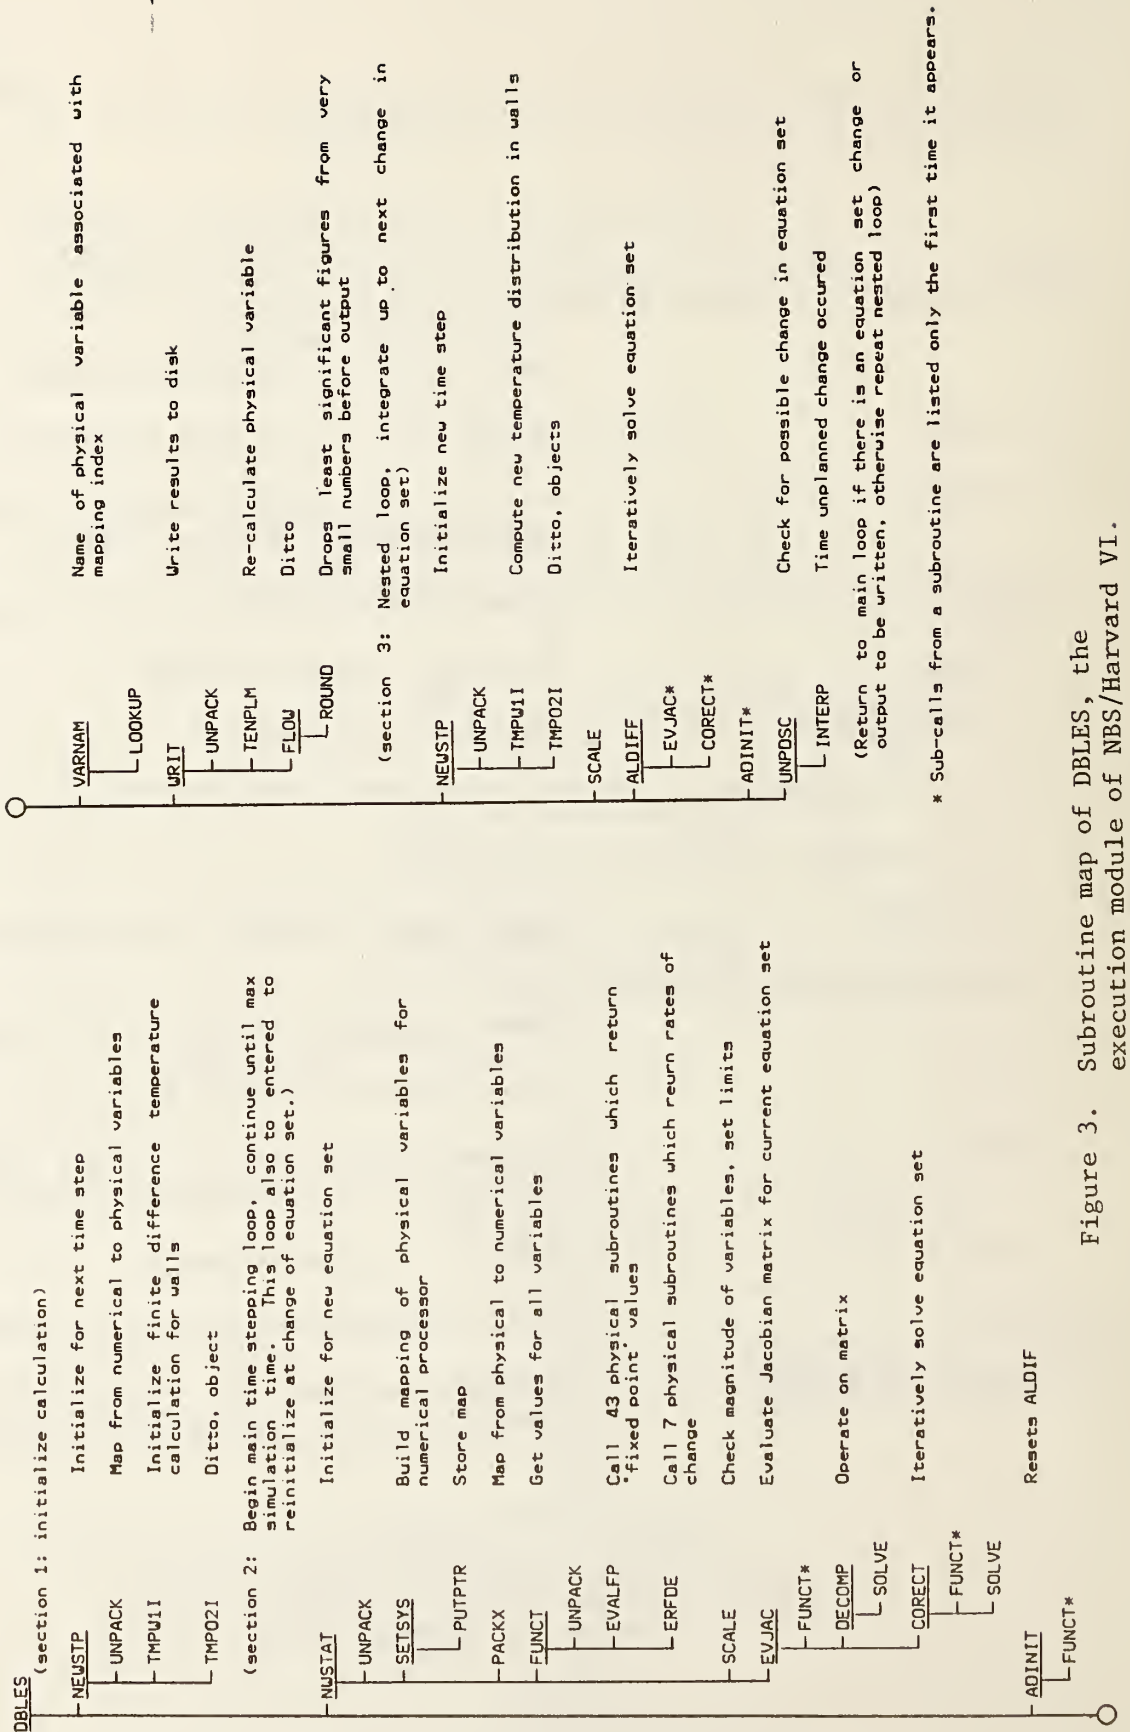 DBLES
(section 1: initialize calculation)
NEWSTP Initialize for next time step
UNPACK Map from numerical to physical variables
TMPW1I Initialize finite difference temperature
calculation for walls
TMPO2I Ditto, object
(section 2: Begin main time stepping loop, continue until max
simulation time. This loop also to entered to
reinitialize at change of equation set.)
NWSTAT Initialize for new equation set
UNPACK
SETSYS Build mapping of physical variables for
numerical processor
PUTPTR Store map
PACKX Map from physical to numerical variables
FUNCT Get values for all variables
UNPACK
EVALFP Call 43 physical subroutines which return
"fixed point" values
ERFDE Call 7 physical subroutines which reurn rates of
change
SCALE Check magnitude of variables, set limits
EVJAC Evaluate Jacobian matrix for current equation set
FUNCT*
DECOMP Operate on matrix
SOLVE
CORECT Iteratively solve equation set
FUNCT*
SOLVE
ADINIT Resets ALDIF
FUNCT*
VARNAM Name of physical variable associated with
mapping index
LOOKUP
WRIT Write results to disk
UNPACK
TENPLM Re-calculate physical variable
FLOW Ditto
ROUND Drops least significant figures from very
small numbers before output
(section 3: Nested loop, integrate up to next change in
equation set)
NEWSTP Initialize new time step
UNPACK
TMPW1I Compute new temperature distribution in walls
TMPO2I Ditto, objects
SCALE
ALDIFF Iteratively solve equation set
EVJAC*
CORECT*
ADINIT*
UNPDSC Check for possible change in equation set
INTERP Time unplanned change occured
(Return to main loop if there is an equation set change or
output to be written, otherwise repeat nested loop)
* Sub-calls from a subroutine are listed only the first time it appears.
Figure 3. Subroutine map of DBLES, the
execution module of NBS/Harvard VI.